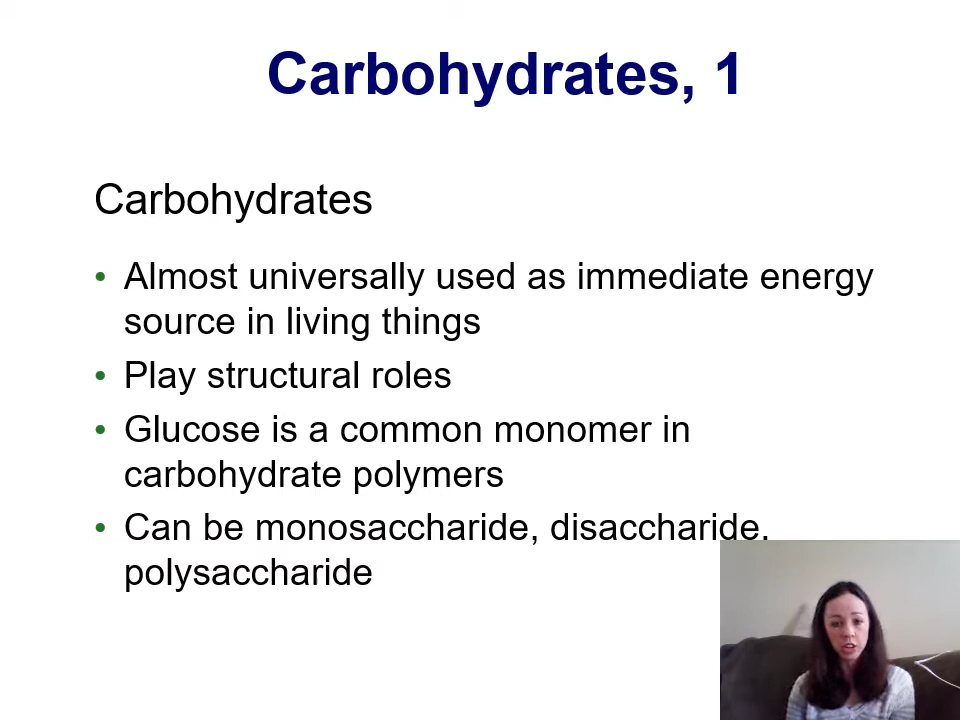 Carbohydrates, 1
Carbohydrates
• Almost universally used as immediate energy
source in living things
• Play structural roles
• Glucose is a common monomer in
carbohydrate polymers
• Can be monosaccharide, disaccharide,
polysaccharide